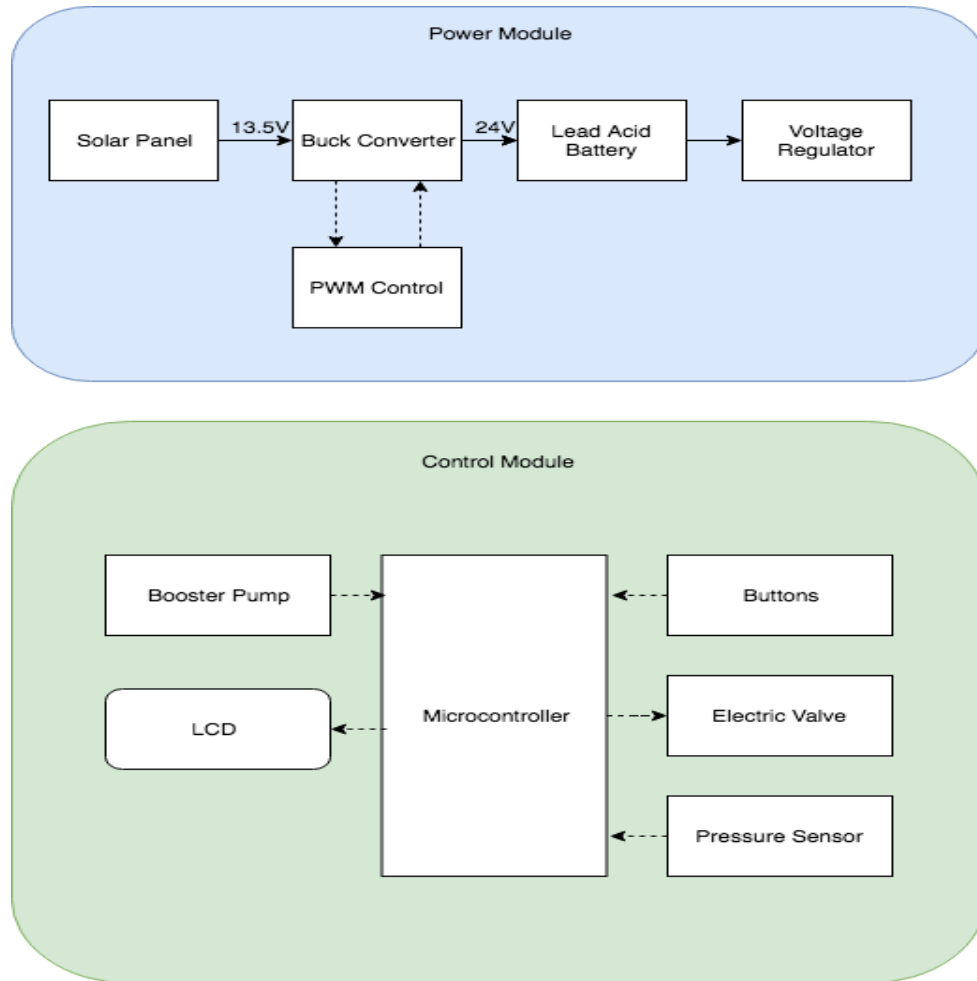 Power Module
Solar Panel
13.5V
Buck Converter
24V
Lead Acid
Battery
Voltage
Regulator
PWM Control
Control Module
Booster Pump
Buttons
LCD
Microcontroller
Electric Valve
Pressure Sensor